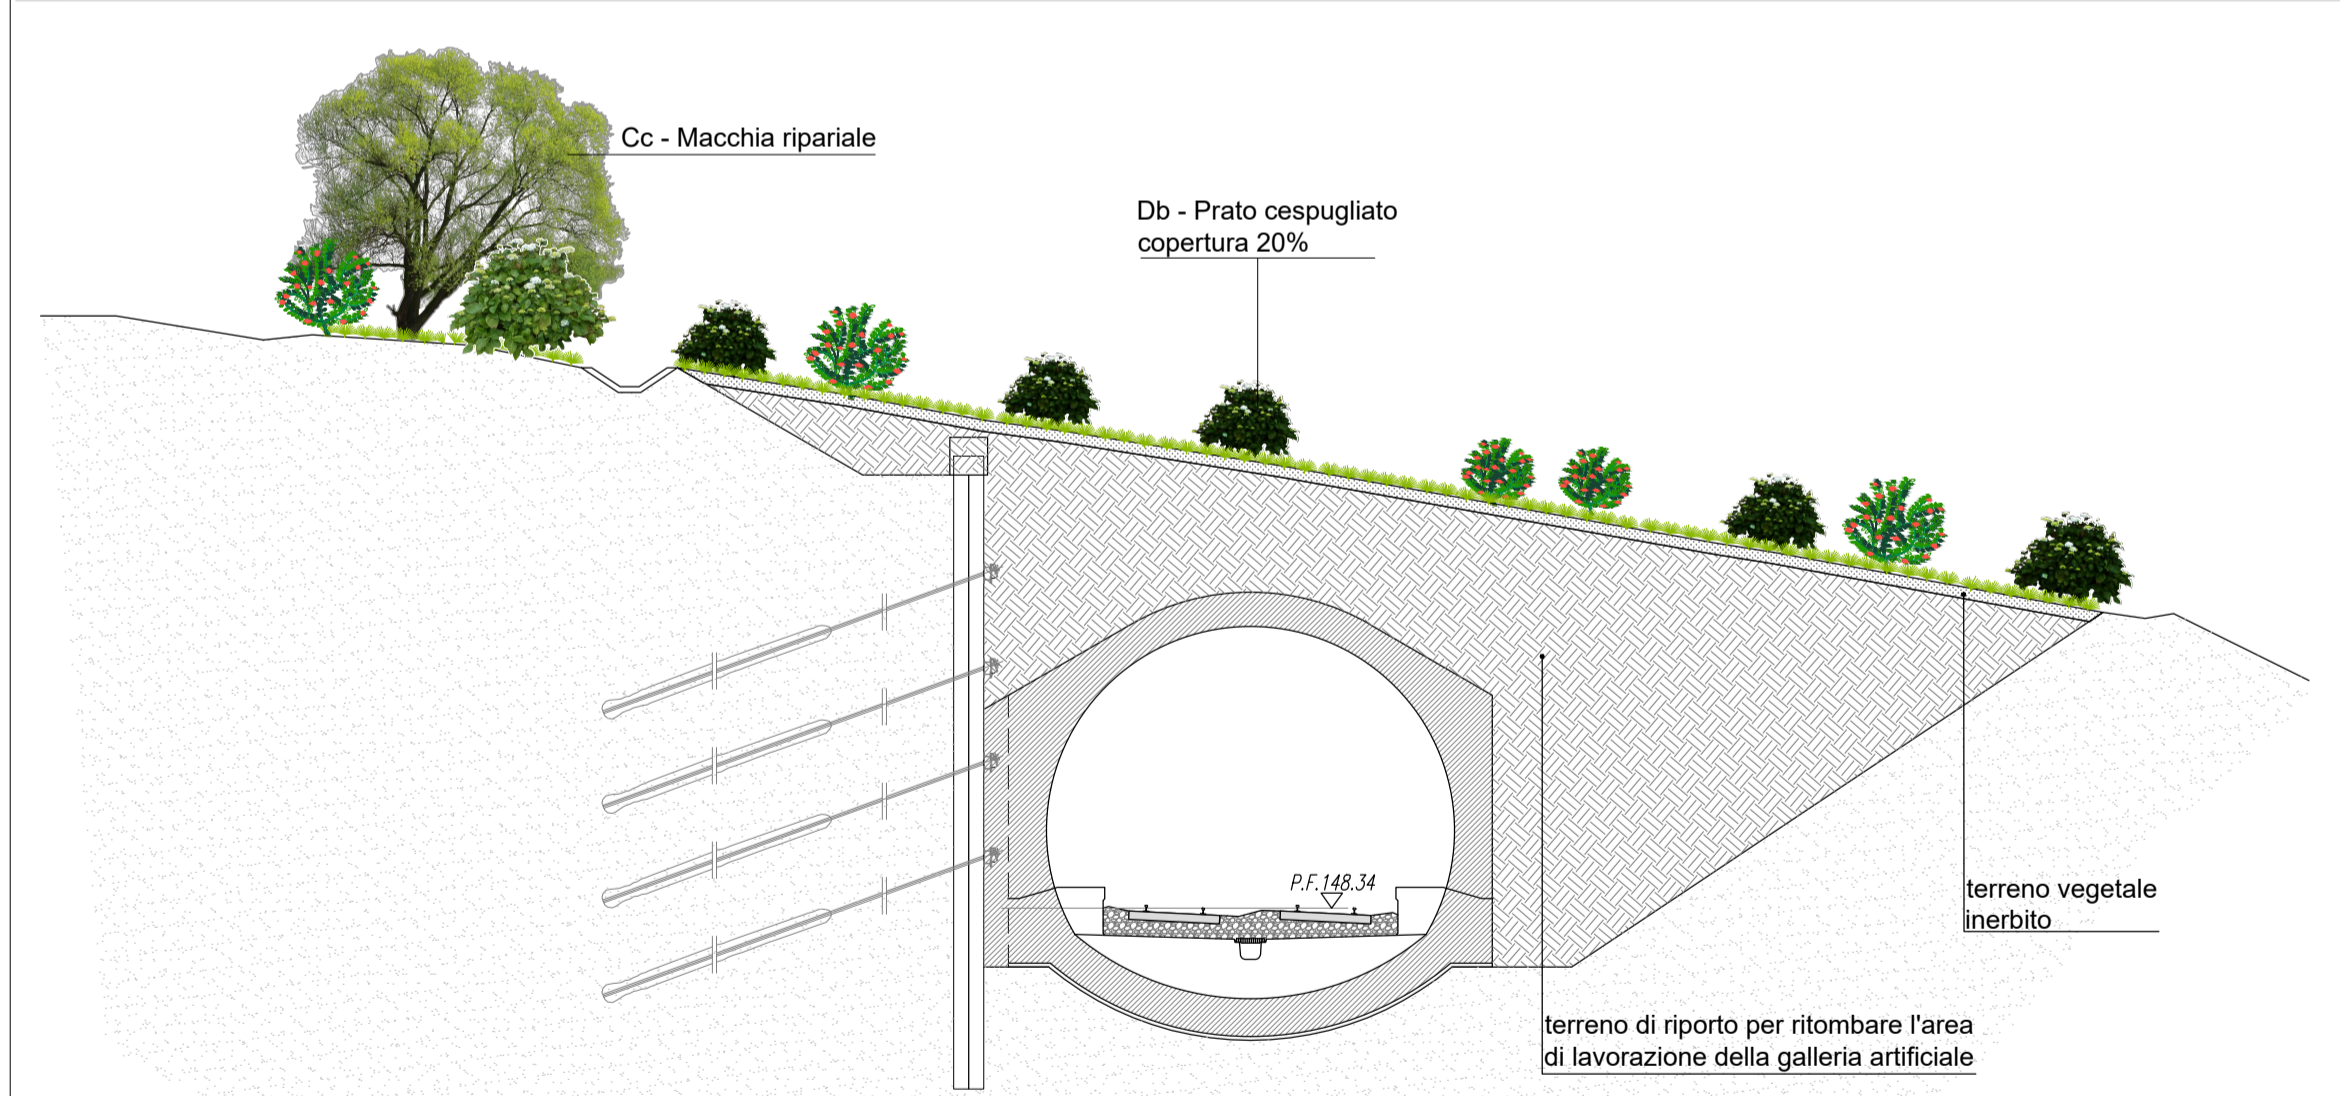 Cc - Macchia ripariale
Db - Prato cespugliato
copertura 20%
P.F.148.34
terreno vegetale
inerbito
terreno di riporto per ritombare l'area
di lavorazione della galleria artificiale